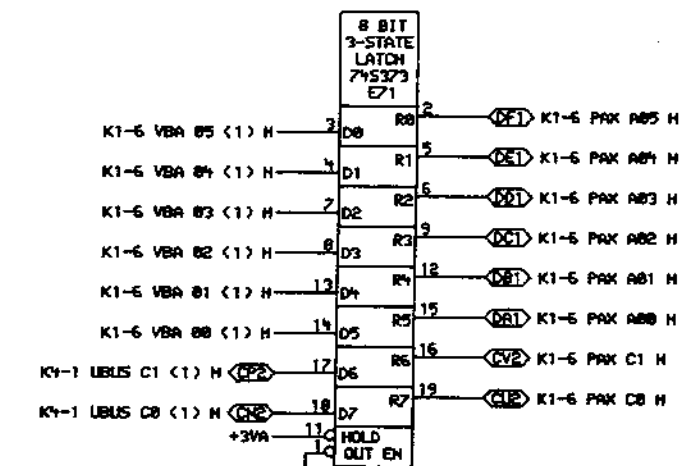 8 BIT
3-STATE
LATCH
74S373
E71
K1-6 VBA 05 (1) H 3 D0 R0 2 DF1 K1-6 PAX A05 H
K1-6 VBA 04 (1) H 4 D1 R1 5 DE1 K1-6 PAX A04 H
K1-6 VBA 03 (1) H 7 D2 R2 6 DD1 K1-6 PAX A03 H
K1-6 VBA 02 (1) H 8 D3 R3 9 DC1 K1-6 PAX A02 H
K1-6 VBA 01 (1) H 13 D4 R4 12 DB1 K1-6 PAX A01 H
K1-6 VBA 00 (1) H 14 D5 R5 15 DA1 K1-6 PAX A00 H
K4-1 UBUS C1 (1) H CP2 17 D6 R6 16 CV2 K1-6 PAX C1 H
K4-1 UBUS C0 (1) H CN2 18 D7 R7 19 CU2 K1-6 PAX C0 H
+3VA 11 HOLD
1 OUT EN